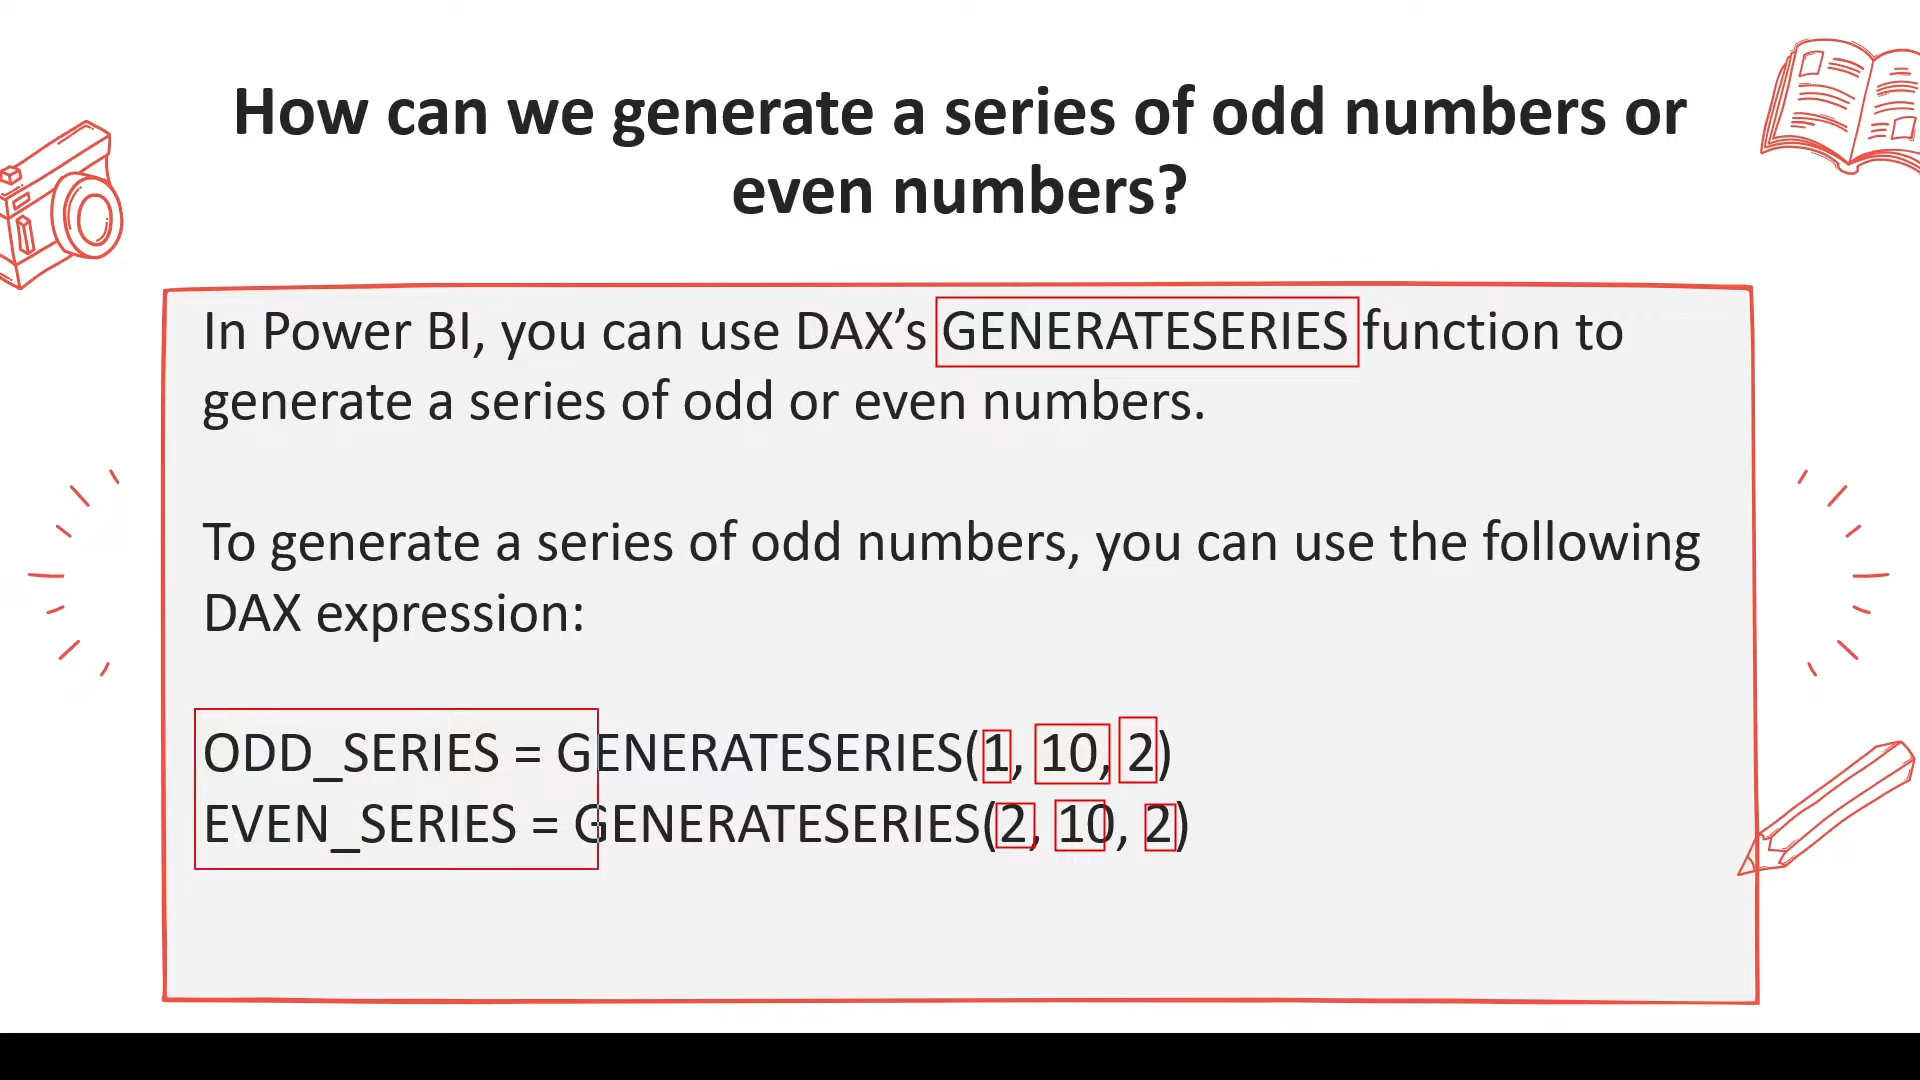 How can we generate a series of odd numbers or
even numbers?
In Power BI, you can use DAX’s GENERATESERIES function to
generate a series of odd or even numbers.
To generate a series of odd numbers, you can use the following
DAX expression:
ODD_SERIES = GENERATESERIES(1, 10, 2)
EVEN_SERIES = GENERATESERIES(2, 10, 2)